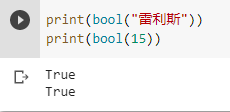 print(bool("雷利斯"))
print(bool(15))
True
True